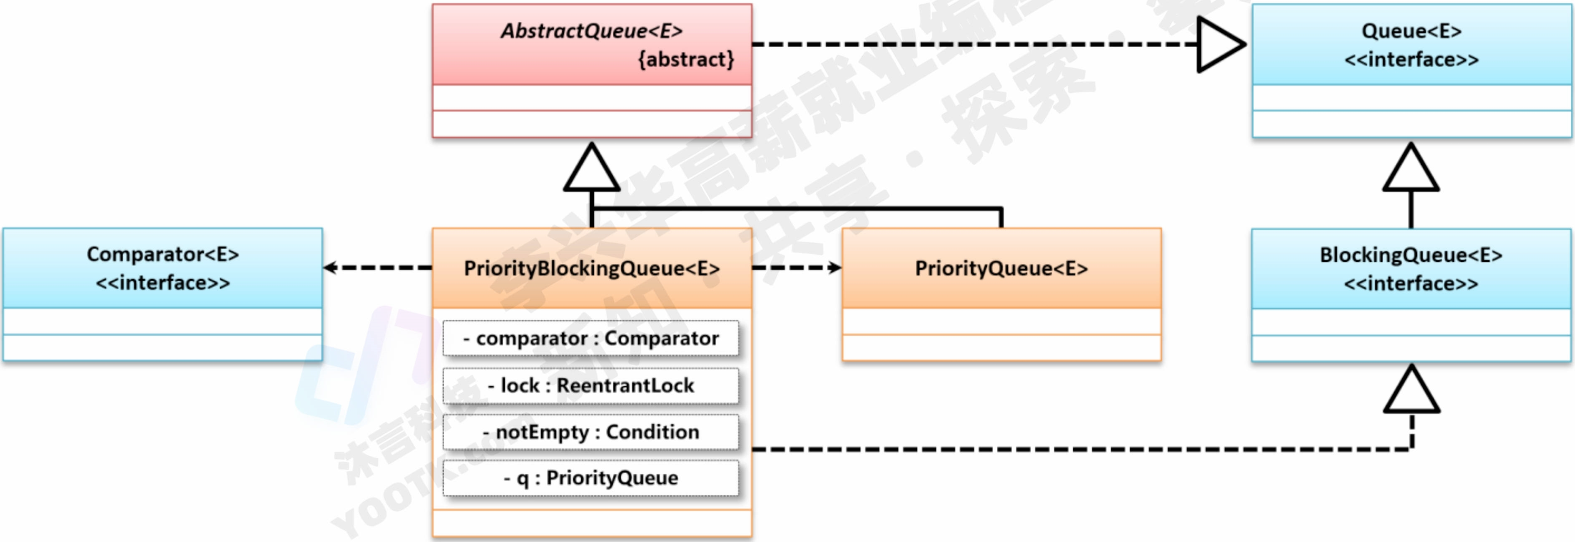 AbstractQueue<E>
{abstract}
Queue<E>
<<interface>>
Comparator<E>
<<interface>>
PriorityBlockingQueue<E>
PriorityQueue<E>
BlockingQueue<E>
<<interface>>
- comparator : Comparator
- lock : ReentrantLock
- notEmpty : Condition
- q : PriorityQueue
李兴华高薪就业编程
新知 · 共享 · 探索 ·
沐言科技
YOOTK.com